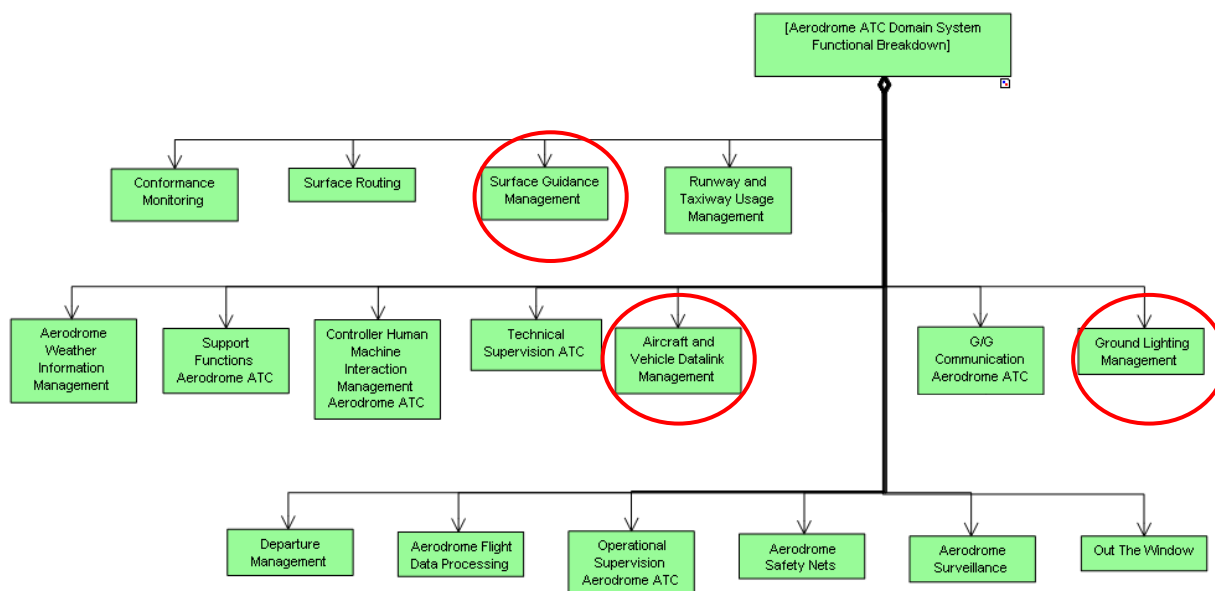 [Aerodrome ATC Domain System
Functional Breakdown]
Conformance
Monitoring
Surface Routing
Surface Guidance
Management
Runway and
Taxiway Usage
Management
Aerodrome
Weather
Information
Management
Support
Functions
Aerodrome ATC
Controller Human
Machine
Interaction
Management
Aerodrome ATC
Technical
Supervision ATC
Aircraft and
Vehicle Datalink
Management
G/G
Communication
Aerodrome ATC
Ground Lighting
Management
Departure
Management
Aerodrome Flight
Data Processing
Operational
Supervision
Aerodrome ATC
Aerodrome
Safety Nets
Aerodrome
Surveillance
Out The Window